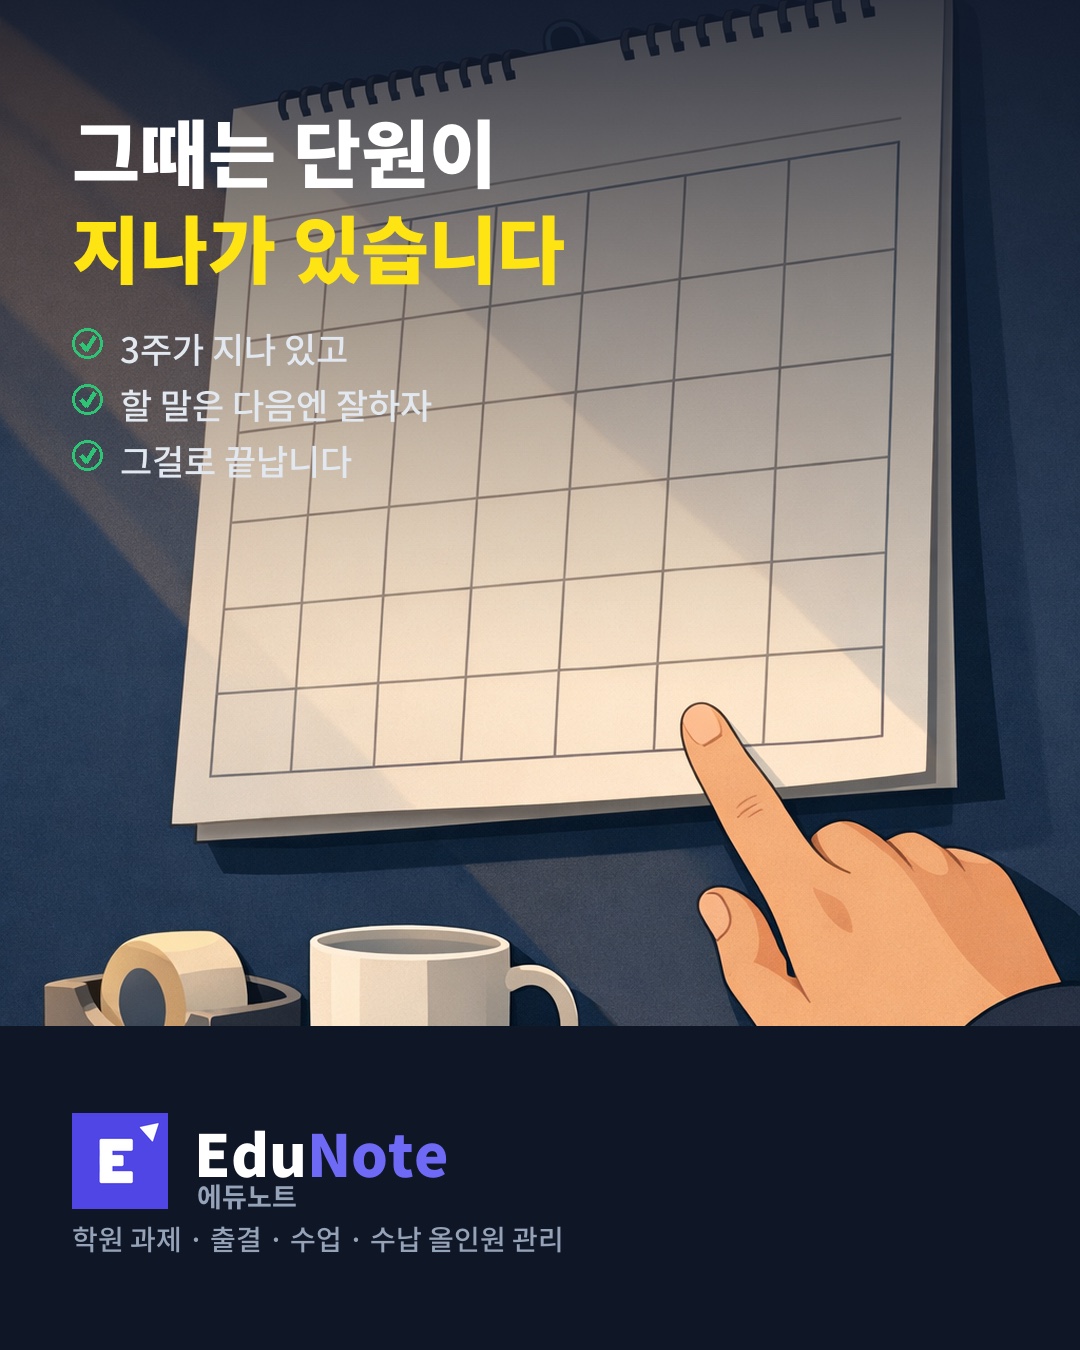 그때는 단원이
지나가 있습니다
3주가 지나 있고
할 말은 다음엔 잘하자
그걸로 끝납니다
E
EduNote
에듀노트
학원 과제 · 출결 · 수업 · 수납 올인원 관리